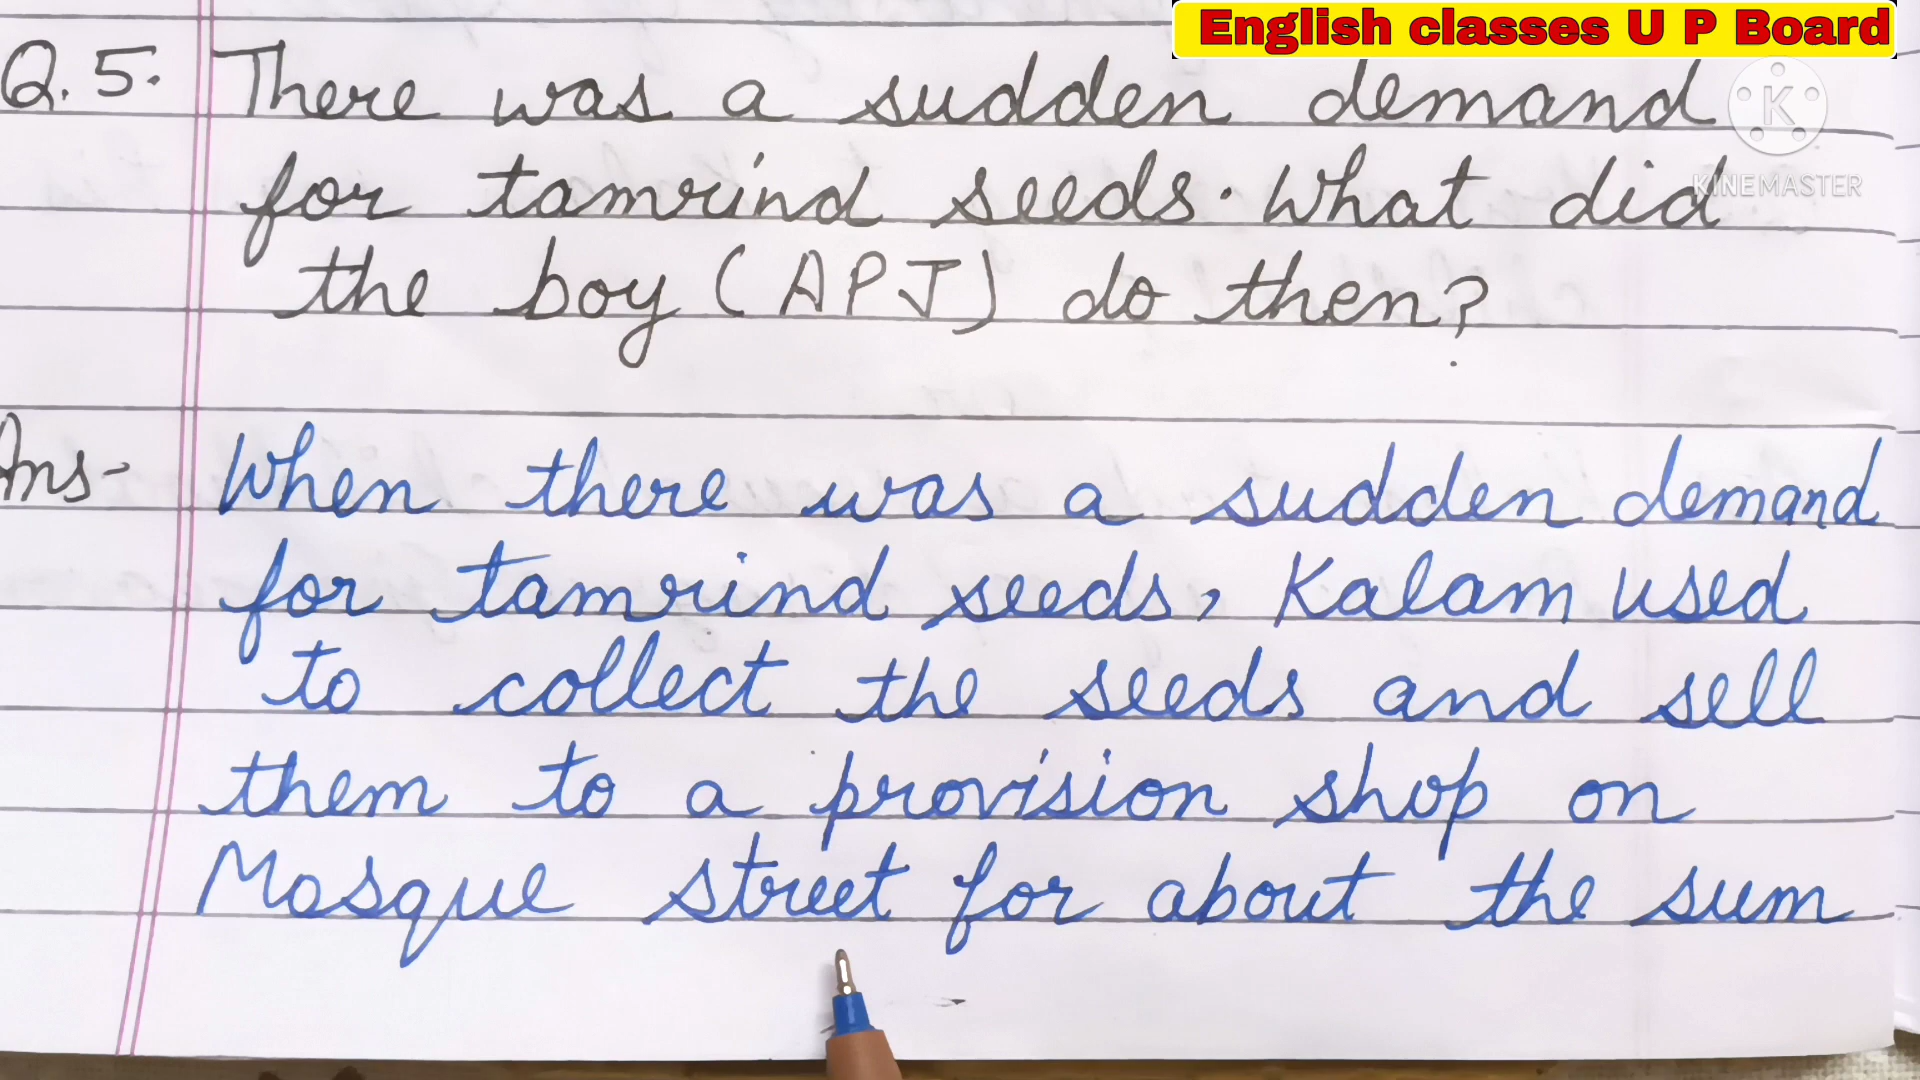 English classes U P Board
Q. 5. There was a sudden demand
for tamrind seeds. What did
the boy (APJ) do then?
KINEMASTER
Ans- When there was a sudden demand
for tamrind seeds, Kalam used
to collect the seeds and sell
them to a provision shop on
Mosque street for about the sum